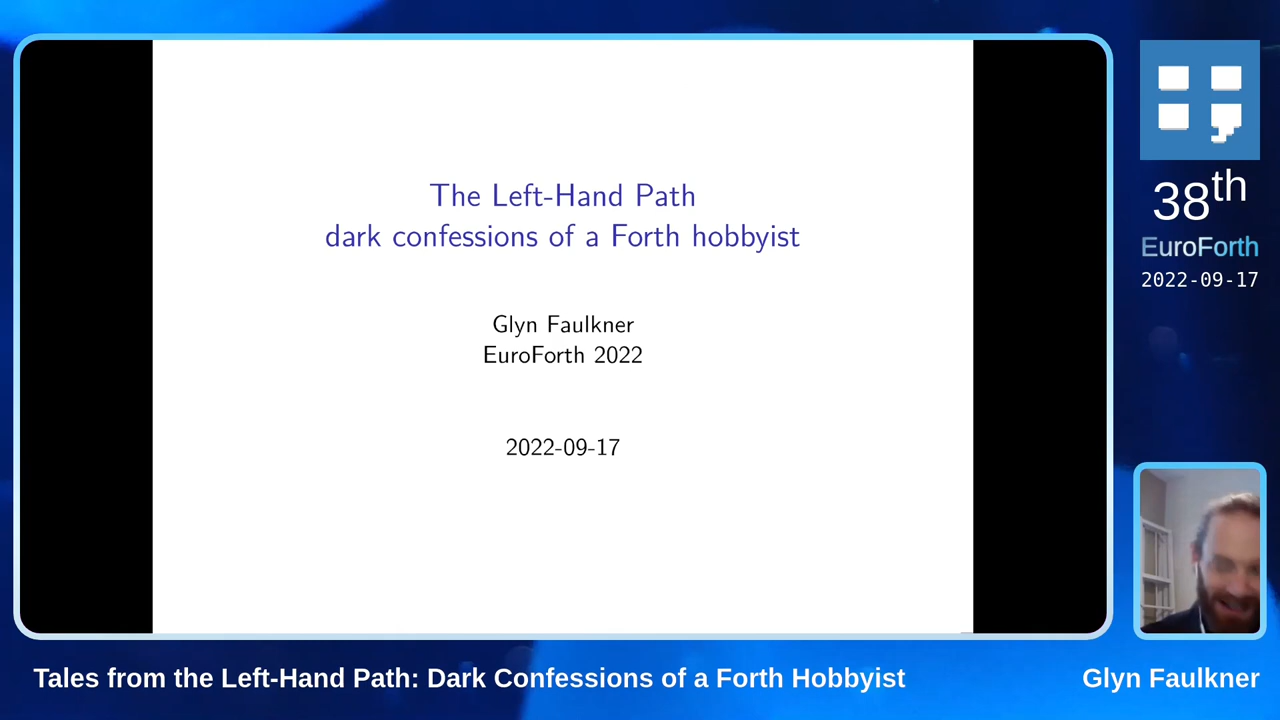 The Left-Hand Path
dark confessions of a Forth hobbyist
Glyn Faulkner
EuroForth 2022
2022-09-17
38th
EuroForth
2022-09-17
Tales from the Left-Hand Path: Dark Confessions of a Forth Hobbyist
Glyn Faulkner